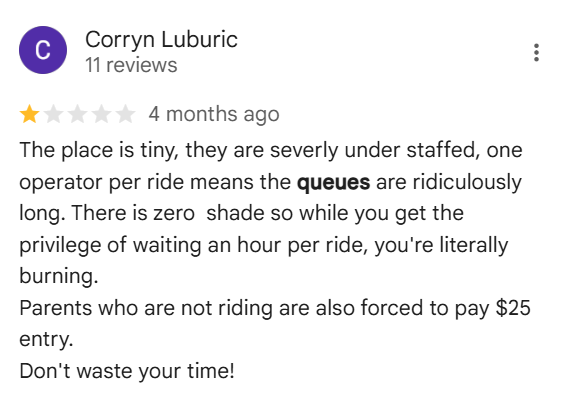 C
Corryn Luburic
11 reviews
4 months ago
The place is tiny, they are severly under staffed, one
operator per ride means the queues are ridiculously
long. There is zero  shade so while you get the
privilege of waiting an hour per ride, you're literally
burning.
Parents who are not riding are also forced to pay $25
entry.
Don't waste your time!